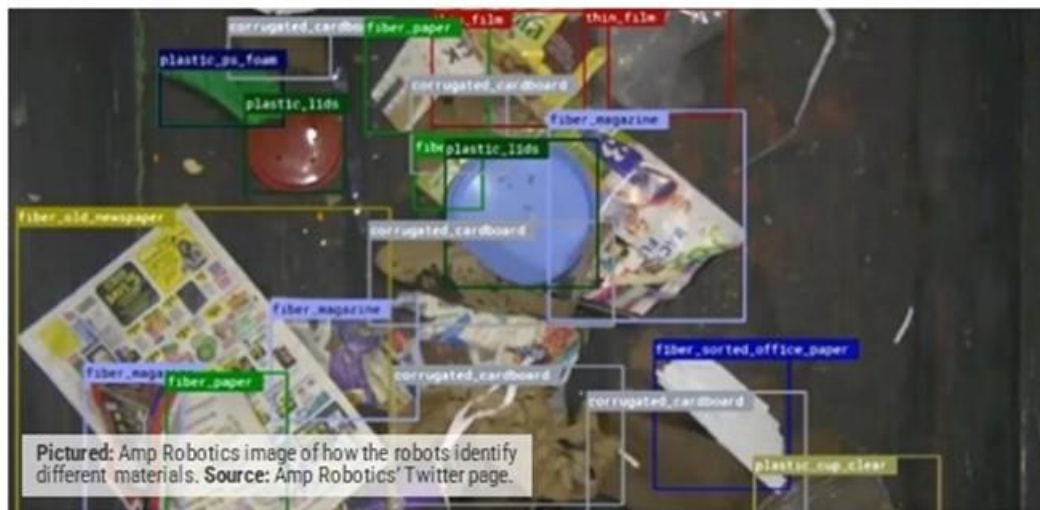 thin_film
corrugated_cardbo
fiber_paper
plastic_ps_foam
corrugated_cardboard
plastic_lids
fiber_magazine
plastic_lids
fiber_old_newspaper
corrugated_cardboard
fiber_magazine
fiber_sorted_office_paper
fiber_magaz
fiber_paper
corrugated_cardboard
corrugated_cardboard
plastic_cup_clear
Pictured: Amp Robotics image of how the robots identify
different materials. Source: Amp Robotics' Twitter page.